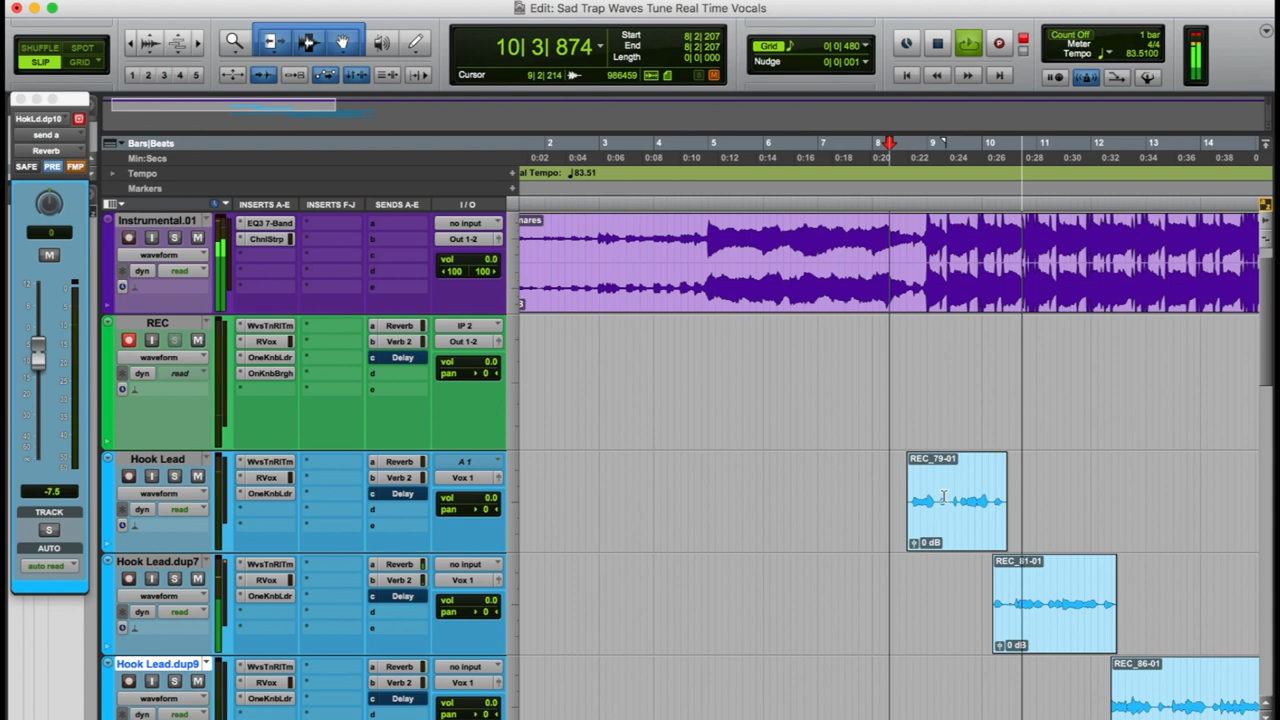 Edit: Sad Trap Waves Tune Real Time Vocals
SHUFFLE SPOT
SLIP GRID
1 2 3 4 5
10| 3| 874
Start 8| 2| 207
End 8| 2| 207
Length 0| 0| 000
Cursor 9| 2| 214 986459
S M
Grid 0| 0| 480
Nudge 0| 0| 001
Count Off 1 bar
Meter 4/4
Tempo 83.5100
HokLd.dp10
send a
Reverb
SAFE PRE FMP
0
M
-7.5
TRACK
S
AUTO
auto read
Bars|Beats 2 3 4 5 6 7 8 9 10 11 12 13 14
Min:Secs 0:02 0:04 0:06 0:08 0:10 0:12 0:14 0:16 0:18 0:20 0:22 0:24 0:26 0:28 0:30 0:32 0:34 0:36 0:38
Tempo al Tempo: 83.51
Markers
INSERTS A-E INSERTS F-J SENDS A-E I / O
Instrumental.01
I S M
waveform
dyn read
EQ3 7-Band
ChnlStrp
a
b
c
d
e
no input
Out 1-2
vol 0.0
100 100
nares
REC
I S M
waveform
dyn read
WvsTnRlTm
RVox
OneKnbLdr
OnKnbBrgh
a Reverb
b Verb 2
c Delay
d
e
IP 2
Out 1-2
vol 0.0
pan 0
Hook Lead
I S M
waveform
dyn read
WvsTnRlTm
RVox
OneKnbLdr
a Reverb
b Verb 2
c Delay
d
e
A 1
Vox 1
vol 0.0
pan 0
REC_79-01
0 dB
Hook Lead.dup7
I S M
waveform
dyn read
WvsTnRlTm
RVox
OneKnbLdr
a Reverb
b Verb 2
c Delay
d
e
no input
Vox 1
vol 0.0
pan 0
REC_81-01
0 dB
Hook Lead.dup9
I S M
waveform
dyn read
WvsTnRlTm
RVox
OneKnbLdr
a Reverb
b Verb 2
c Delay
d
no input
Vox 1
vol 0.0
pan 0
REC_86-01